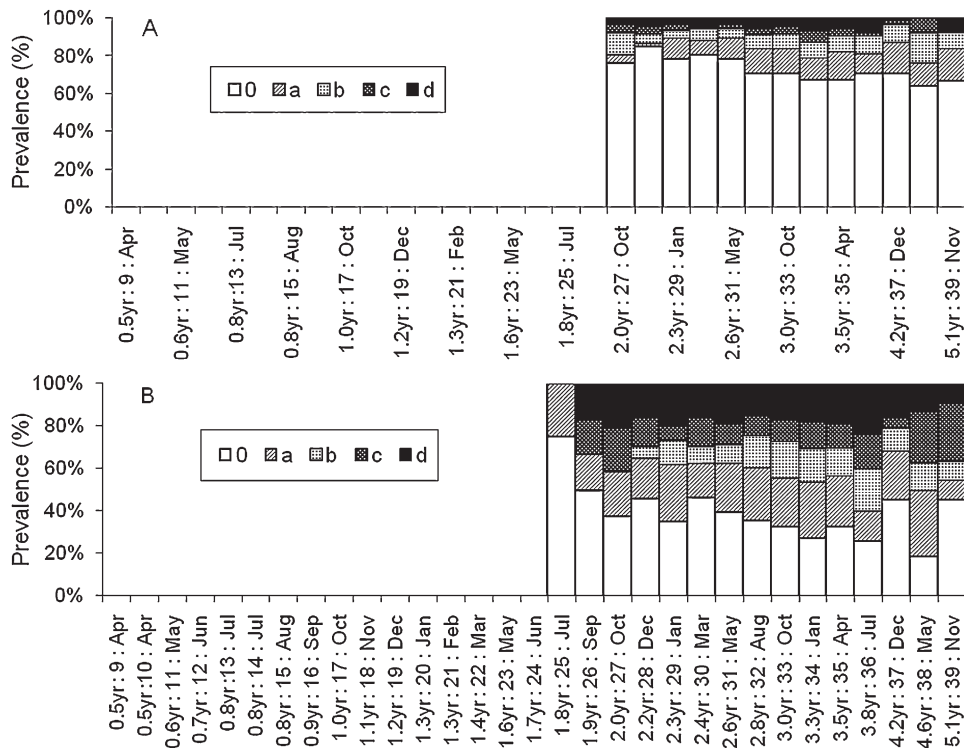 A
Prevalence (%)
100%
80%
60%
40%
20%
0%
0 a b c d
0.5yr: 9 : Apr
0.6yr: 11 : May
0.8yr:13 : Jul
0.8yr: 15 : Aug
1.0yr: 17 : Oct
1.2yr: 19 : Dec
1.3yr: 21 : Feb
1.6yr: 23 : May
1.8yr: 25 : Jul
2.0yr: 27 : Oct
2.3yr: 29 : Jan
2.6yr: 31 : May
3.0yr: 33 : Oct
3.5yr: 35 : Apr
4.2yr: 37 : Dec
5.1yr: 39 : Nov
B
Prevalence (%)
100%
80%
60%
40%
20%
0%
0 a b c d
0.5yr: 9 : Apr
0.5yr:10 : Apr
0.6yr: 11 : May
0.7yr: 12 : Jun
0.8yr:13 : Jul
0.8yr: 14 : Jul
0.8yr: 15 : Aug
0.9yr: 16 : Sep
1.0yr: 17 : Oct
1.1yr: 18 : Nov
1.2yr: 19 : Dec
1.3yr: 20 : Jan
1.3yr: 21 : Feb
1.4yr: 22 : Mar
1.6yr: 23 : May
1.7yr: 24 : Jun
1.8yr: 25 : Jul
1.9yr: 26 : Sep
2.0yr: 27 : Oct
2.2yr:28 : Dec
2.3yr: 29 : Jan
2.4yr: 30 : Mar
2.6yr: 31 : May
2.8yr: 32 : Aug
3.0yr: 33 : Oct
3.3yr: 34 : Jan
3.5yr: 35 : Apr
3.8yr: 36 : Jul
4.2yr: 37 : Dec
4.6yr: 38 : May
5.1yr: 39 : Nov